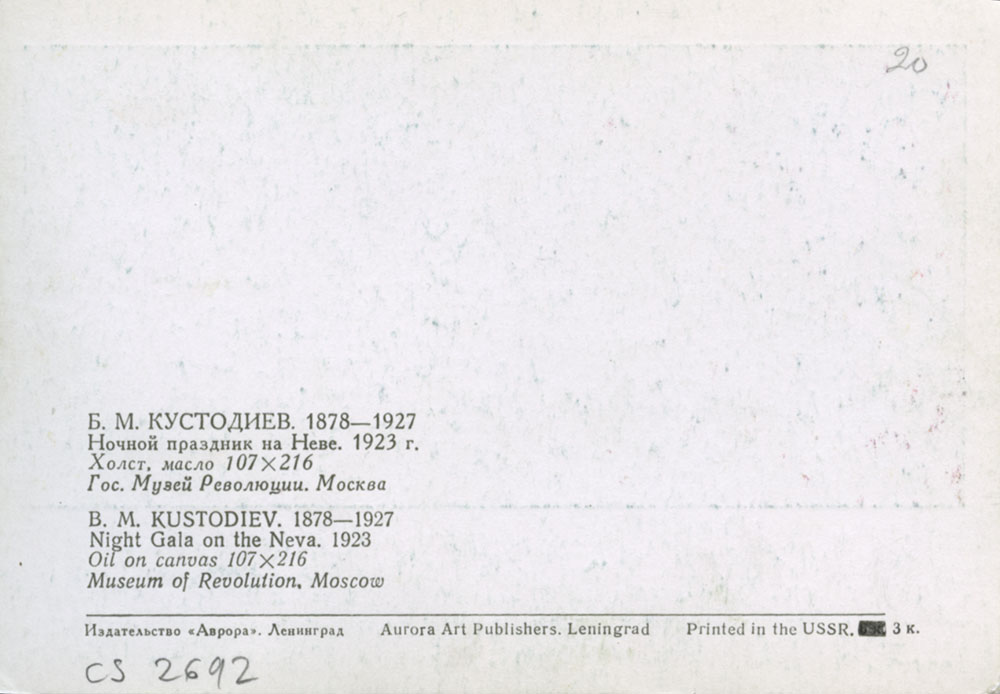 20
Б. М. КУСТОДИЕВ. 1878—1927
Ночной праздник на Неве. 1923 г.
Холст, масло 107×216
Гос. Музей Революции. Москва
B. M. KUSTODIEV. 1878—1927
Night Gala on the Neva. 1923
Oil on canvas 107×216
Museum of Revolution, Moscow
Издательство «Аврора». Ленинград Aurora Art Publishers. Leningrad Printed in the USSR. 3 к.
CS 2692